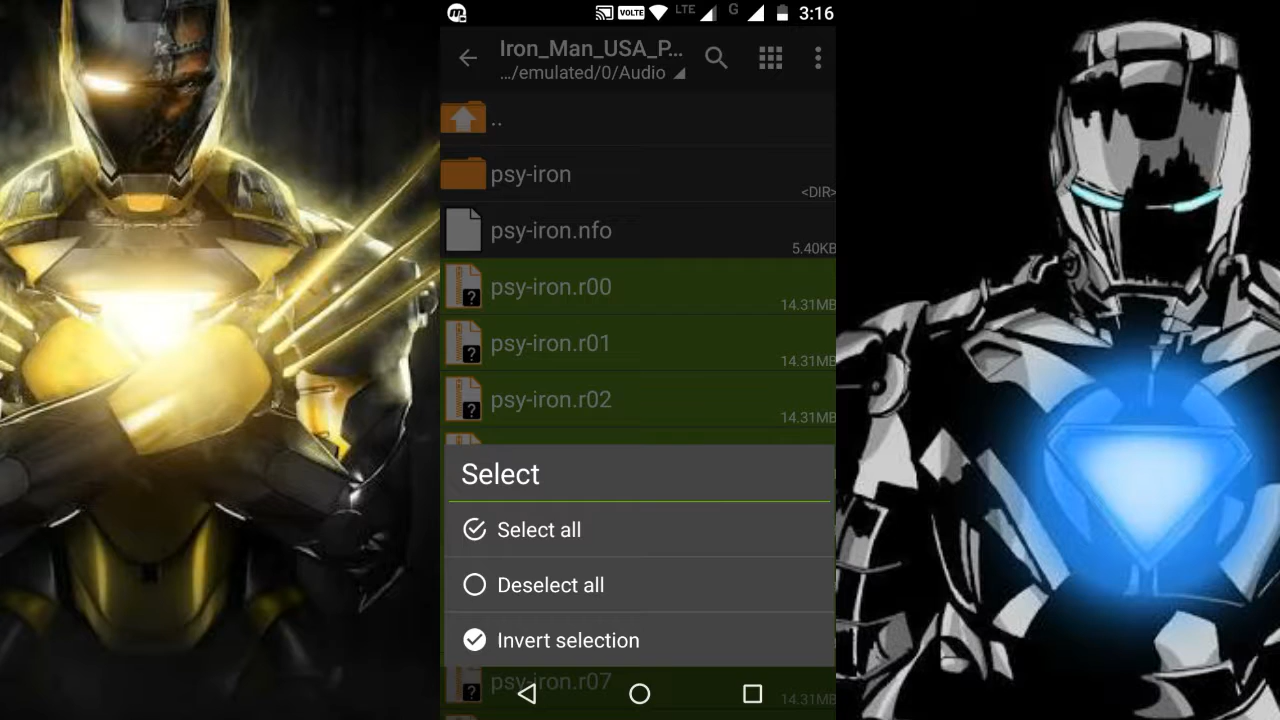 VOLTE LTE G 3:16
Iron_Man_USA_P...
.../emulated/0/Audio
..
psy-iron
<DIR>
psy-iron.nfo
5.40KB
psy-iron.r00
14.31MB
psy-iron.r01
14.31MB
psy-iron.r02
14.31MB
Select
Select all
Deselect all
Invert selection
psy-iron.r07
14.31MB